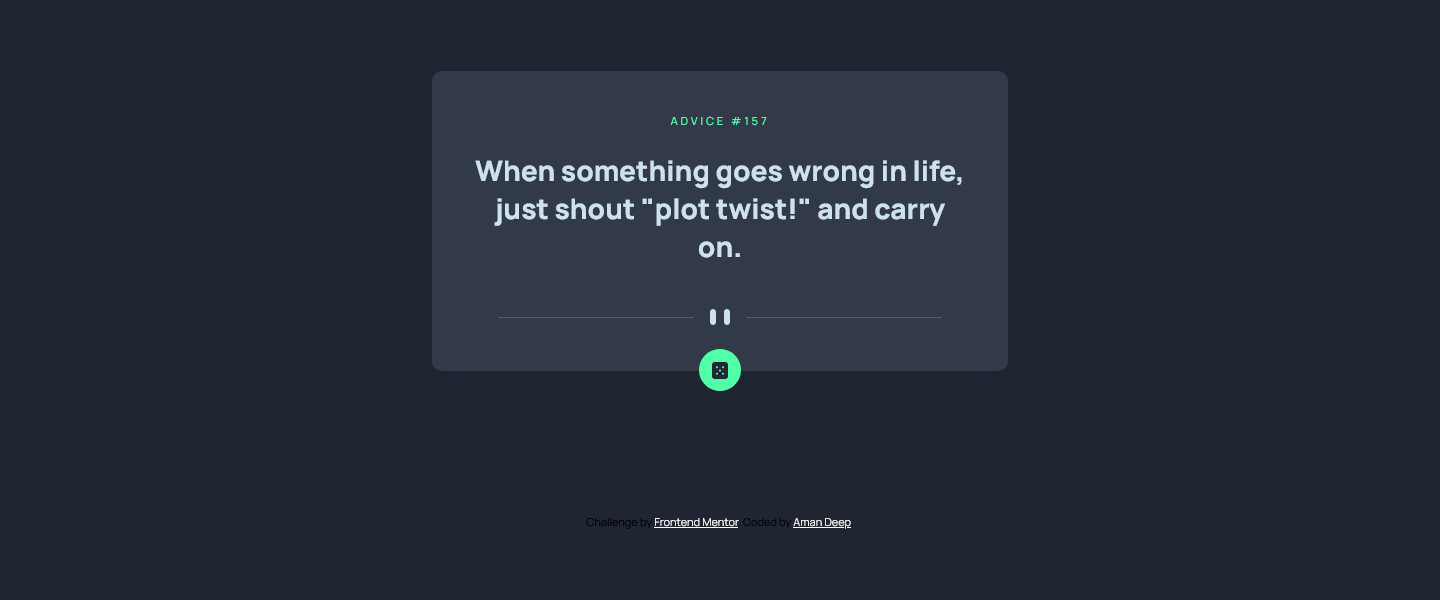 ADVICE #157
When something goes wrong in life,
just shout "plot twist!" and carry
on.
Challenge by Frontend Mentor Coded by Aman Deep